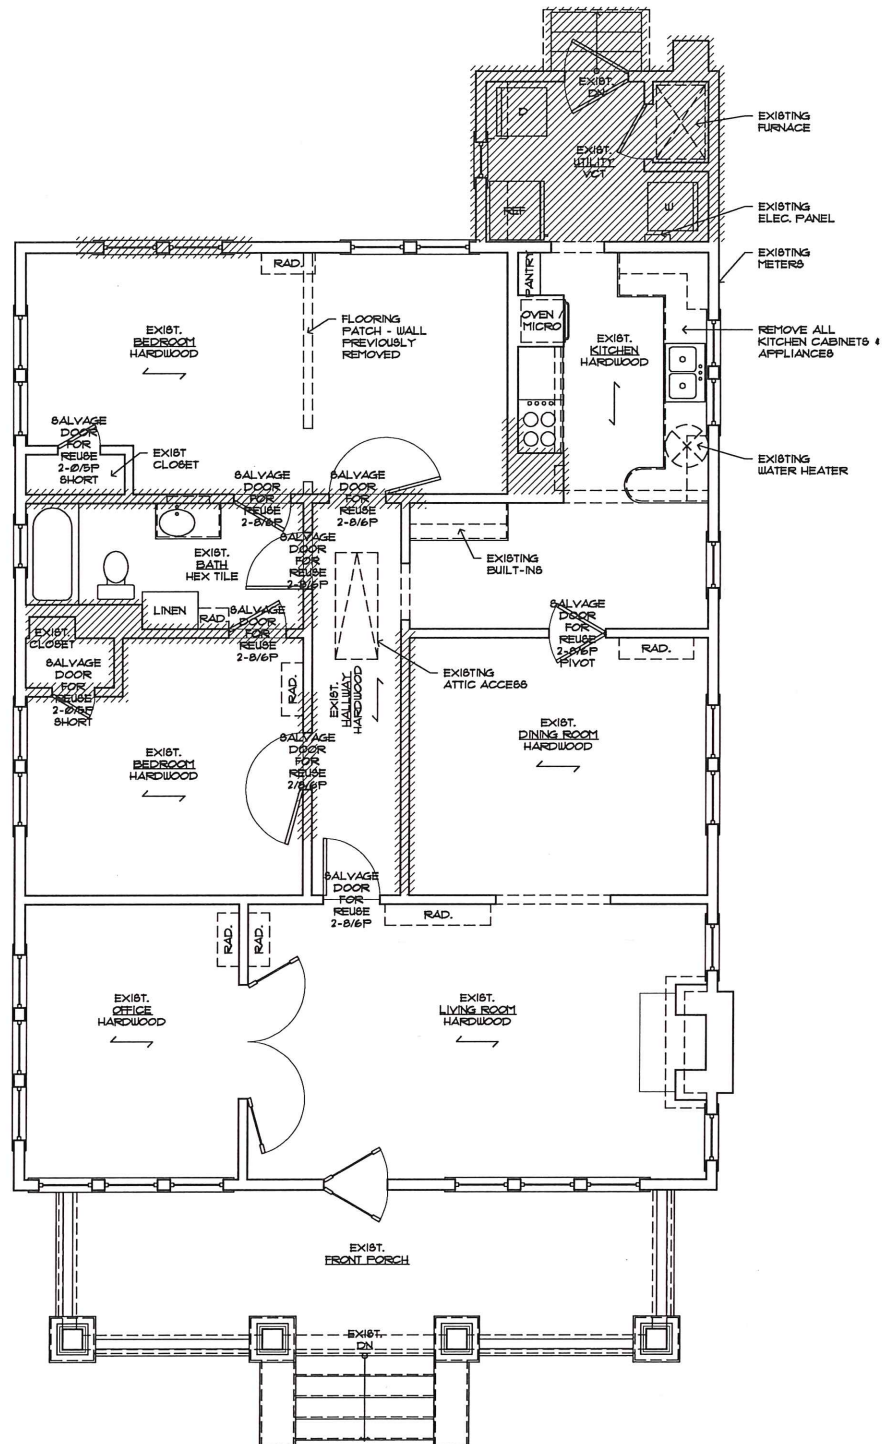 EXIST.
DN
D
EXIST.
UTILITY
VCT
REF
W
EXISTING
FURNACE
EXISTING
ELEC. PANEL
EXISTING
METERS
RAD.
PANTRY
OVEN /
MICRO
EXIST.
BEDROOM
HARDWOOD
FLOORING
PATCH - WALL
PREVIOUSLY
REMOVED
EXIST.
KITCHEN
HARDWOOD
REMOVE ALL
KITCHEN CABINETS &
APPLIANCES
SALVAGE
DOOR
FOR
REUSE
2-0/5P
SHORT
EXIST
CLOSET
EXISTING
WATER HEATER
SALVAGE
DOOR
FOR
REUSE
2-8/6P
SALVAGE
DOOR
FOR
REUSE
2-8/6P
EXIST.
BATH
HEX TILE
SALVAGE
DOOR
FOR
REUSE
2-8/6P
EXISTING
BUILT-INS
LINEN
RAD.
SALVAGE
DOOR
FOR
REUSE
2-8/6P
SALVAGE
DOOR
FOR
REUSE
2-8/6P
PIVOT
EXIST.
CLOSET
SALVAGE
DOOR
FOR
REUSE
2-0/5P
SHORT
RAD.
EXIST.
HALLWAY
HARDWOOD
EXISTING
ATTIC ACCESS
RAD.
EXIST.
BEDROOM
HARDWOOD
SALVAGE
DOOR
FOR
REUSE
2/8/6P
EXIST.
DINING ROOM
HARDWOOD
SALVAGE
DOOR
FOR
REUSE
2-8/6P
RAD.
RAD.
RAD.
EXIST.
OFFICE
HARDWOOD
EXIST.
LIVING ROOM
HARDWOOD
EXIST.
FRONT PORCH
EXIST.
DN